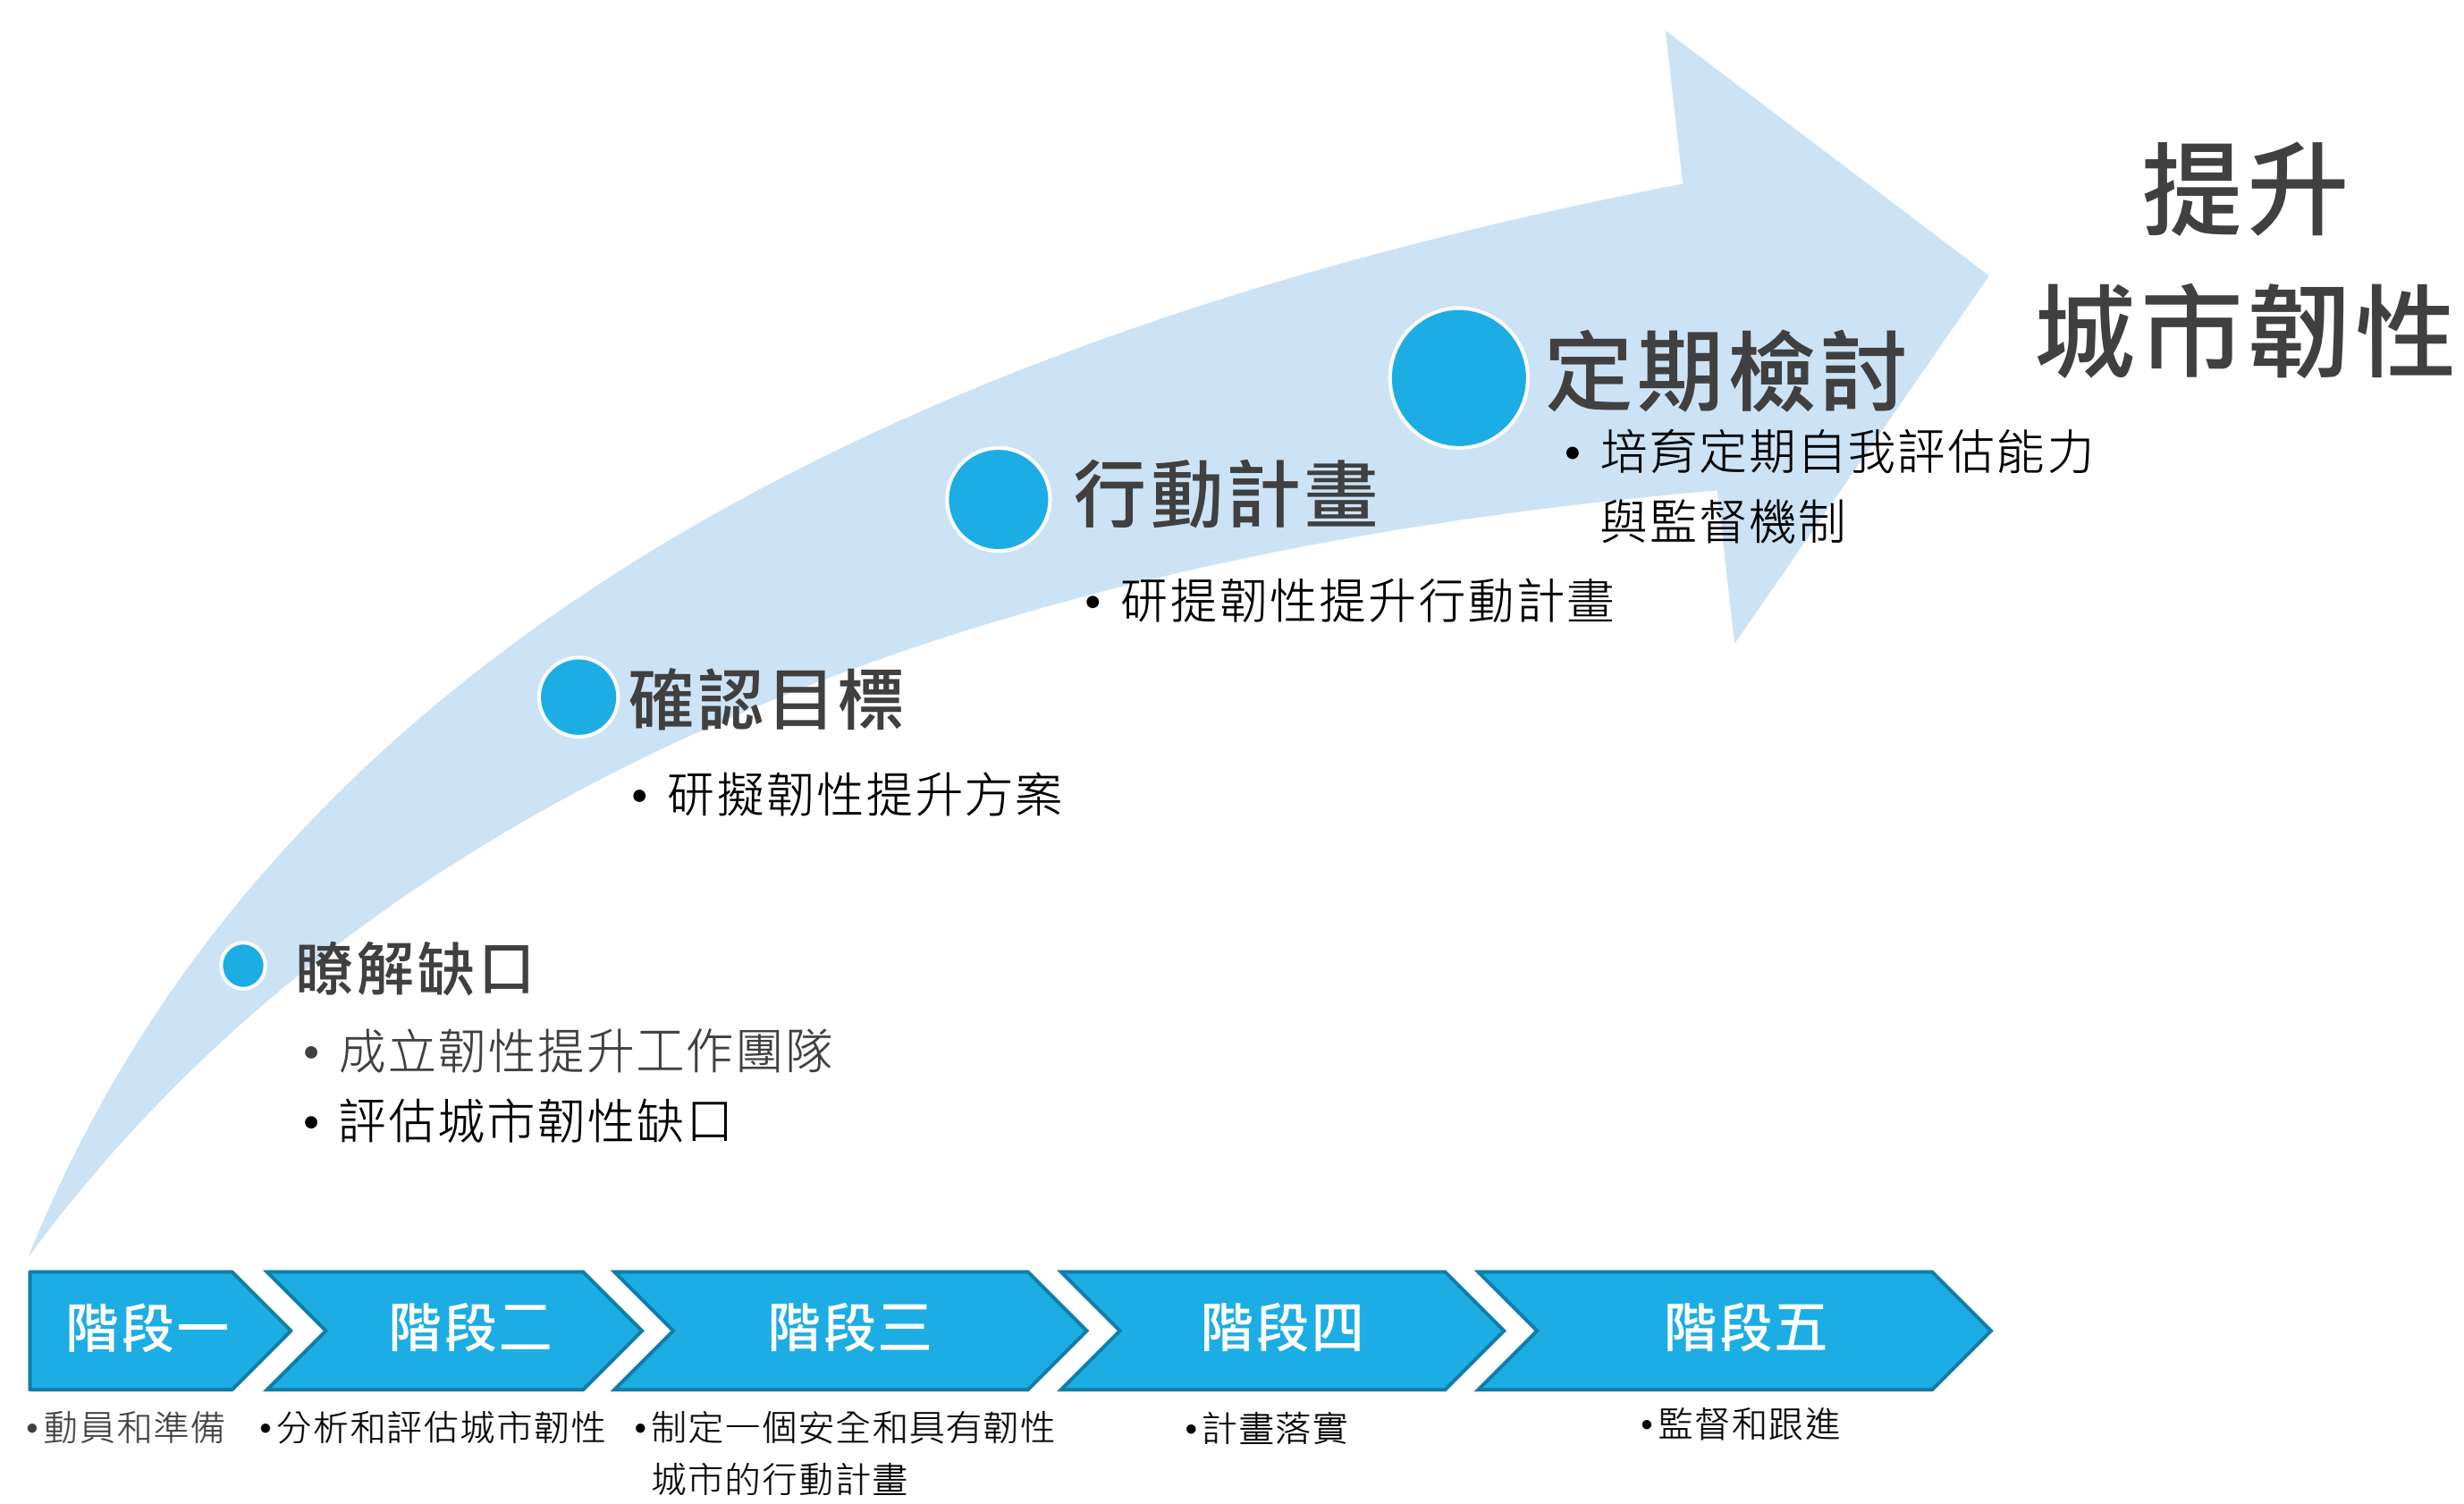 提升
城市韌性
定期檢討
• 培育定期自我評估能力
與監督機制
行動計畫
• 研提韌性提升行動計畫
確認目標
• 研擬韌性提升方案
瞭解缺口
• 成立韌性提升工作團隊
• 評估城市韌性缺口
階段一
階段二
階段三
階段四
階段五
•動員和準備
•分析和評估城市韌性
•制定一個安全和具有韌性
城市的行動計畫
•計畫落實
•監督和跟進